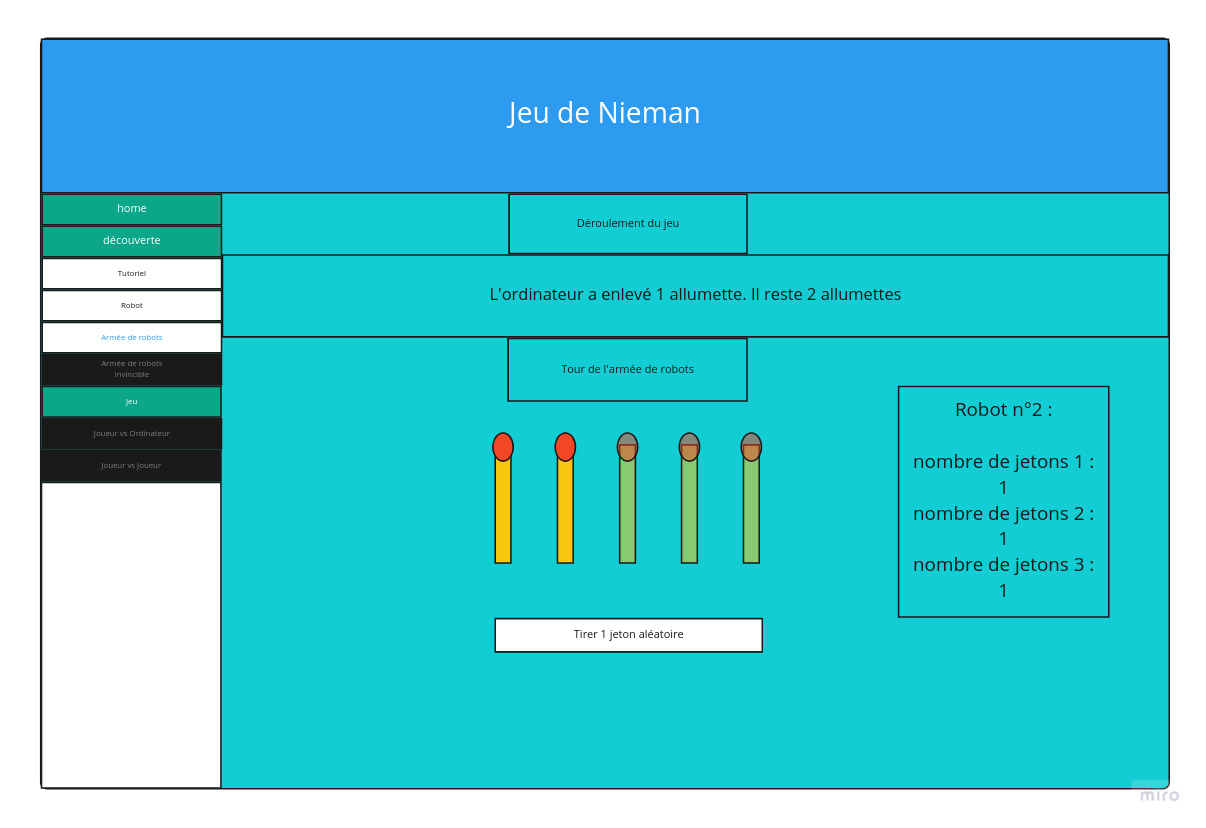 Jeu de Nieman
home
découverte
Tutoriel
Robot
Armée de robots
Armée de robots
invincible
Jeu
Joueur vs Ordinateur
Joueur vs Joueur
Déroulement du jeu
L'ordinateur a enlevé 1 allumette. Il reste 2 allumettes
Tour de l'armée de robots
Robot n°2 :
nombre de jetons 1 :
1
nombre de jetons 2 :
1
nombre de jetons 3 :
1
Tirer 1 jeton aléatoire
miro